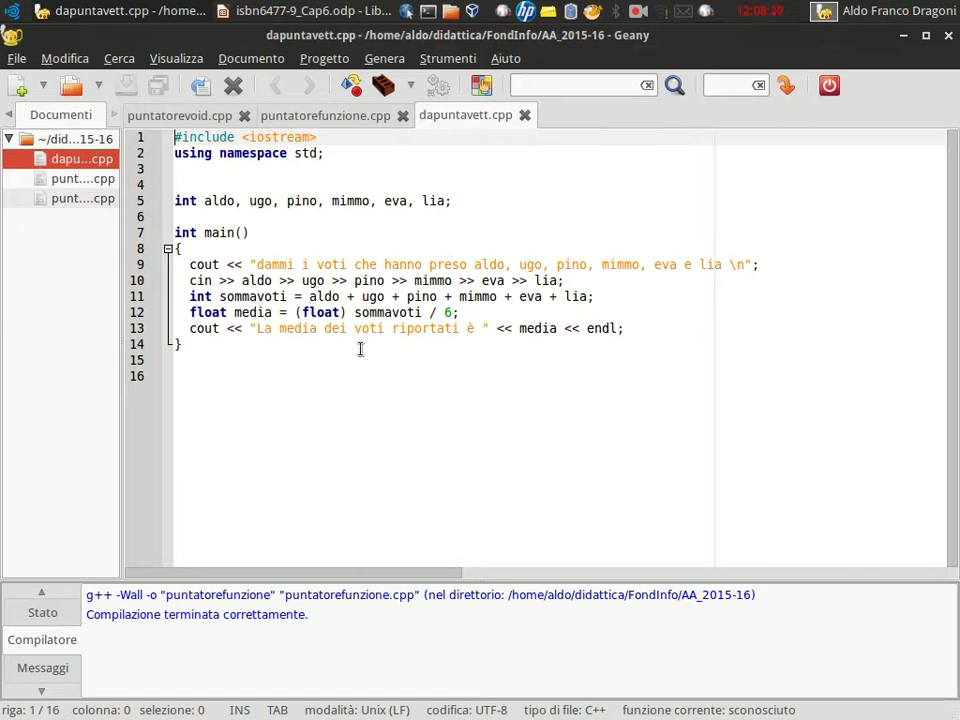 dapuntavett.cpp - /home...
isbn6477-9_Cap6.odp - Lib...
12:08:20
Aldo Franco Dragoni
dapuntavett.cpp - /home/aldo/didattica/FondInfo/AA_2015-16 - Geany
File Modifica Cerca Visualizza Documento Progetto Genera Strumenti Aiuto
Documenti
puntatorevoid.cpp
puntatorefunzione.cpp
dapuntavett.cpp
~/did...15-16
dapu...cpp
punt....cpp
punt....cpp
1 #include <iostream>
2 using namespace std;
3
4
5 int aldo, ugo, pino, mimmo, eva, lia;
6
7 int main()
8 {
9 cout << "dammi i voti che hanno preso aldo, ugo, pino, mimmo, eva e lia \n";
10 cin >> aldo >> ugo >> pino >> mimmo >> eva >> lia;
11 int sommavoti = aldo + ugo + pino + mimmo + eva + lia;
12 float media = (float) sommavoti / 6;
13 cout << "La media dei voti riportati è " << media << endl;
14 }
15
16
Stato
Compilatore
Messaggi
g++ -Wall -o "puntatorefunzione" "puntatorefunzione.cpp" (nel direttorio: /home/aldo/didattica/FondInfo/AA_2015-16)
Compilazione terminata correttamente.
riga: 1 / 16 colonna: 0 selezione: 0 INS TAB modalità: Unix (LF) codifica: UTF-8 tipo di file: C++ funzione corrente: sconosciuto